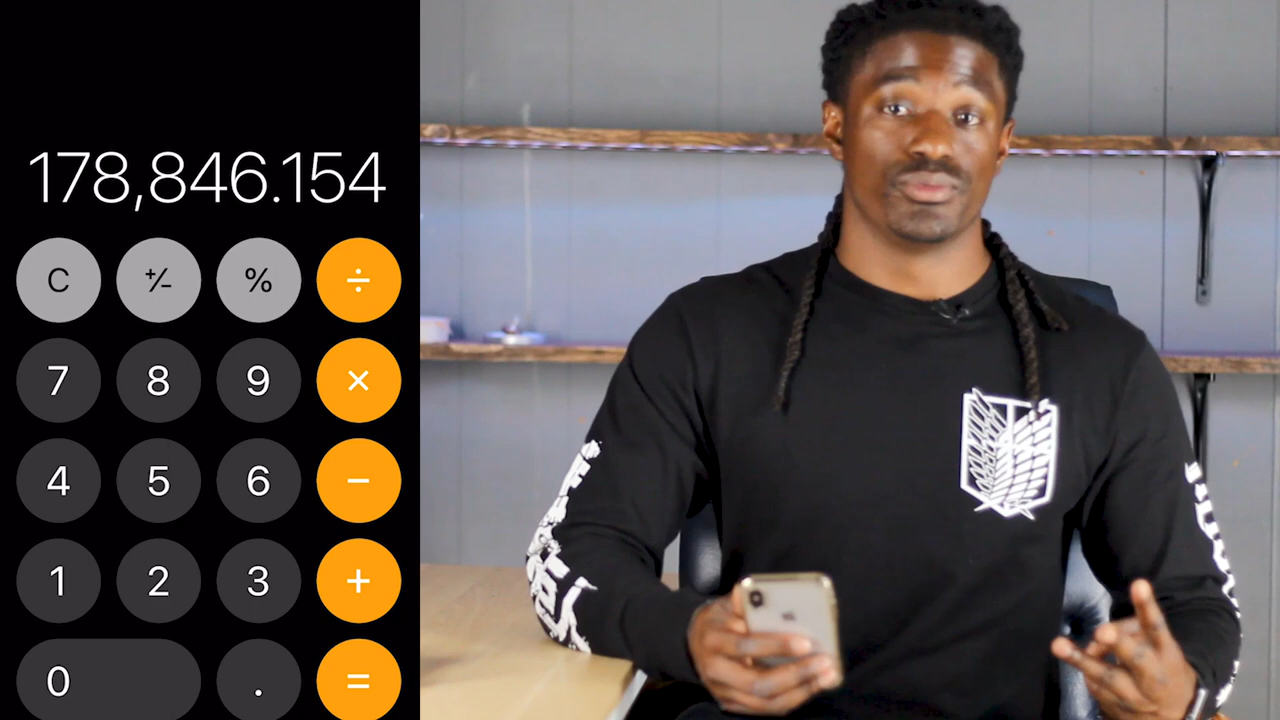 178,846.154
C +/- % ÷
7 8 9 ×
4 5 6 −
1 2 3 +
0 . =